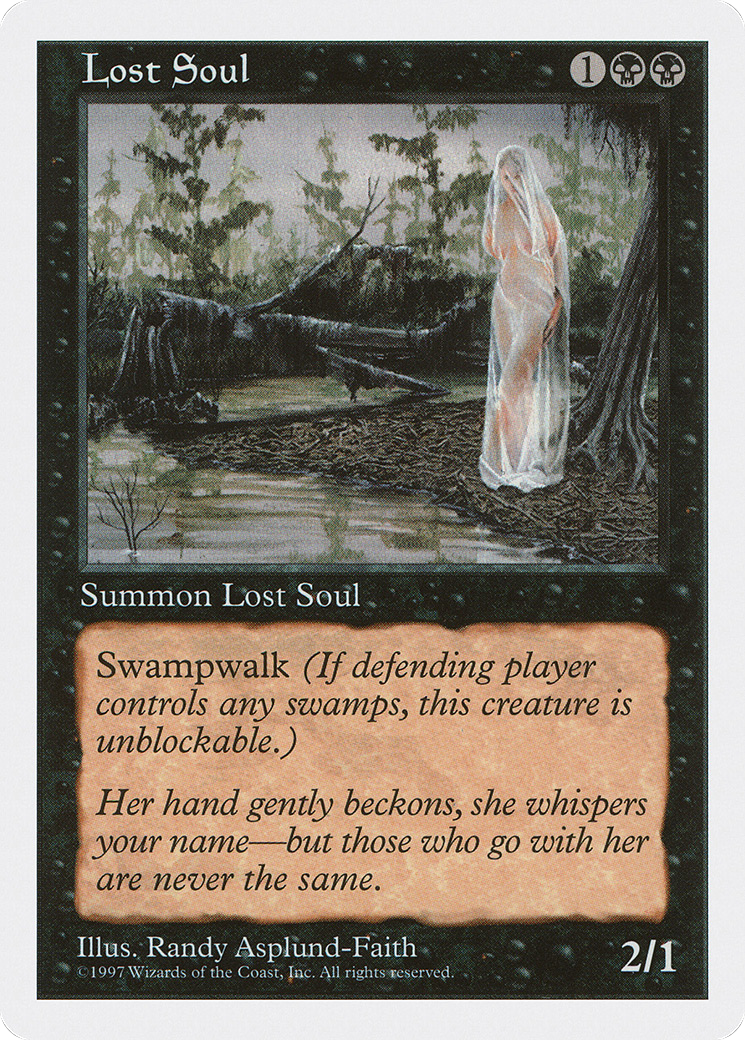 Lost Soul 1
Summon Lost Soul
Swampwalk (If defending player
controls any swamps, this creature is
unblockable.)
Her hand gently beckons, she whispers
your name—but those who go with her
are never the same.
Illus. Randy Asplund-Faith
©1997 Wizards of the Coast, Inc. All rights reserved.
2/1